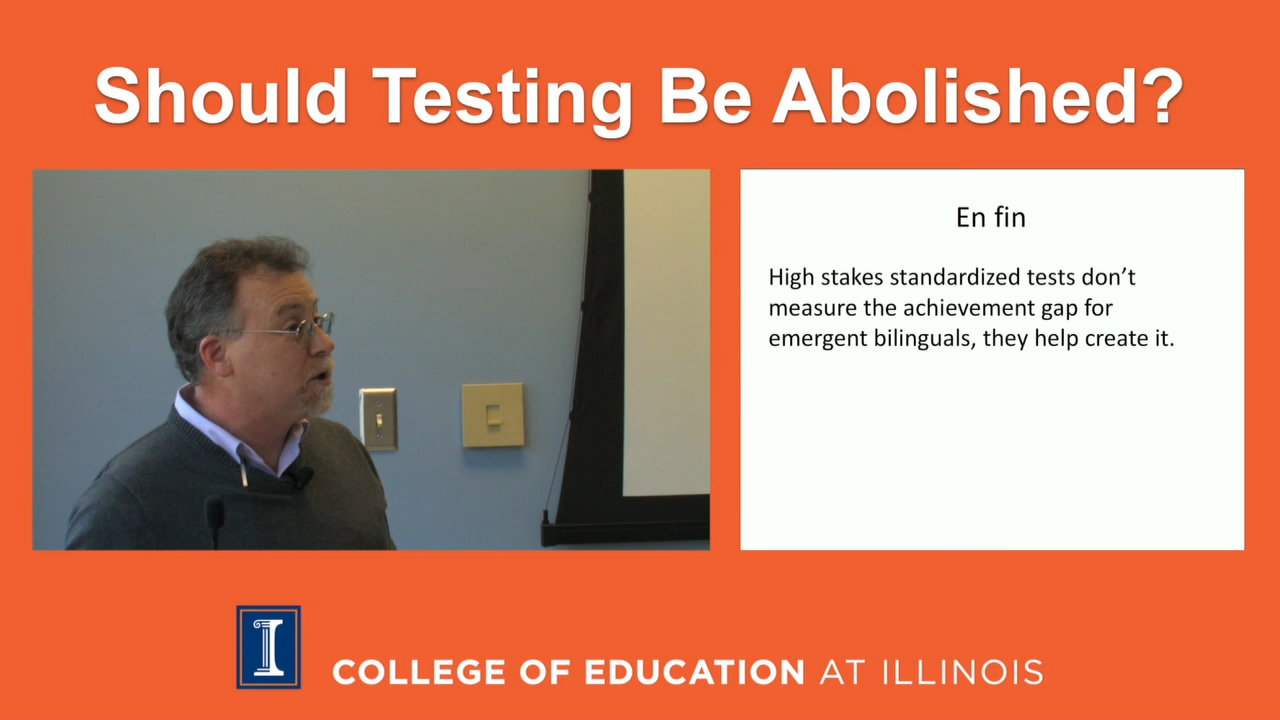 Should Testing Be Abolished?
En fin
High stakes standardized tests don’t
measure the achievement gap for
emergent bilinguals, they help create it.
I
COLLEGE OF EDUCATION AT ILLINOIS